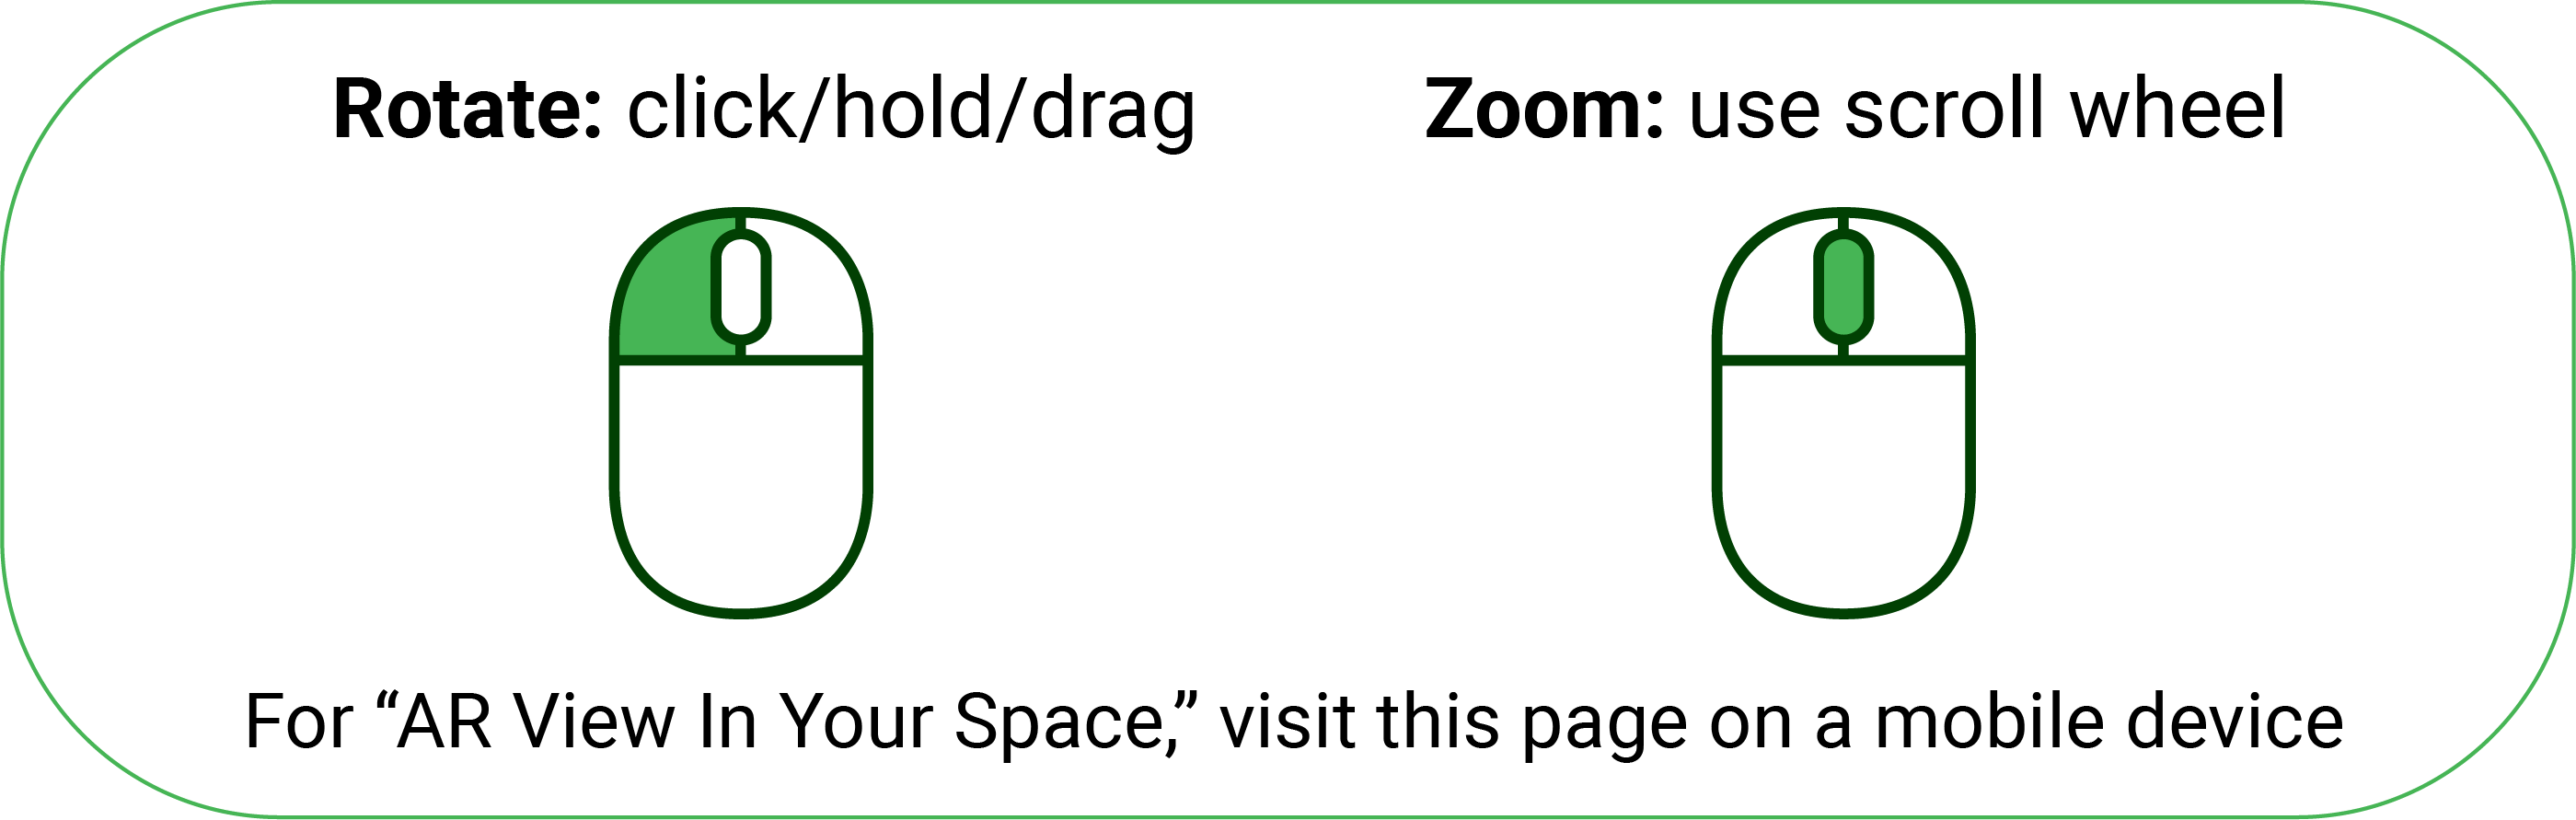 Rotate: click/hold/drag
Zoom: use scroll wheel
For “AR View In Your Space,” visit this page on a mobile device